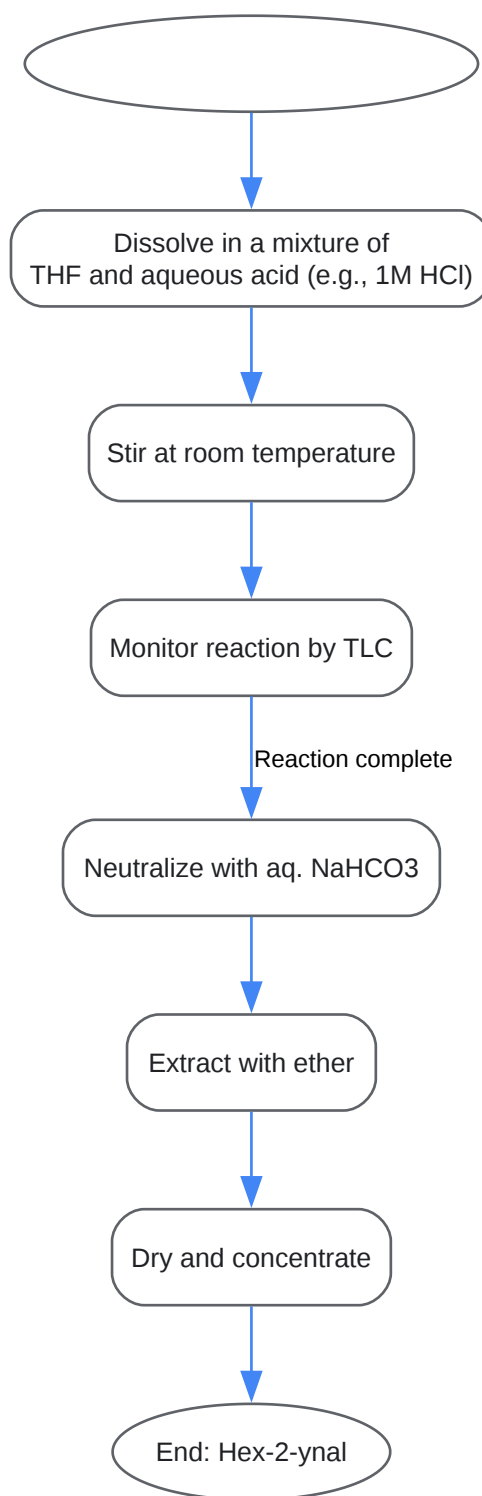 Dissolve in a mixture of
THF and aqueous acid (e.g., 1M HCl)
Stir at room temperature
Monitor reaction by TLC
Reaction complete
Neutralize with aq. NaHCO3
Extract with ether
Dry and concentrate
End: Hex-2-ynal